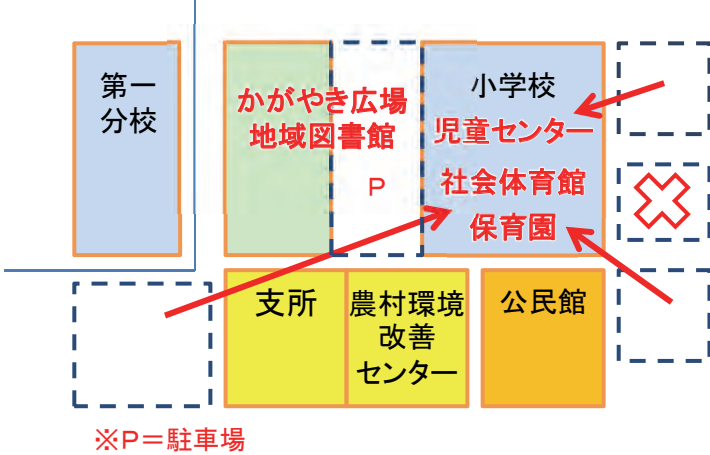 第一
分校
かがやき広場
地域図書館
P
小学校
児童センター
社会体育館
保育園
支所
農村環境
改善
センター
公民館
※P=駐車場